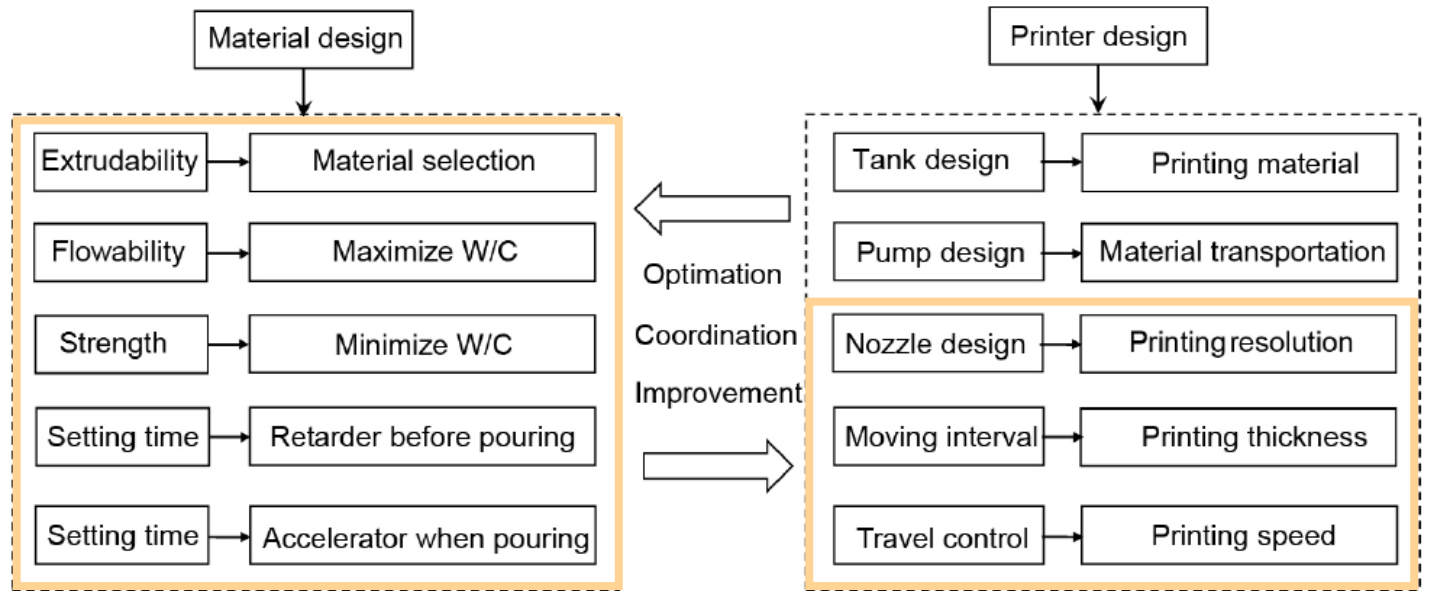 Material design
Printer design
Extrudability
Material selection
Flowability
Maximize W/C
Strength
Minimize W/C
Setting time
Retarder before pouring
Setting time
Accelerator when pouring
Optimation
Coordination
Improvement
Tank design
Printing material
Pump design
Material transportation
Nozzle design
Printing resolution
Moving interval
Printing thickness
Travel control
Printing speed